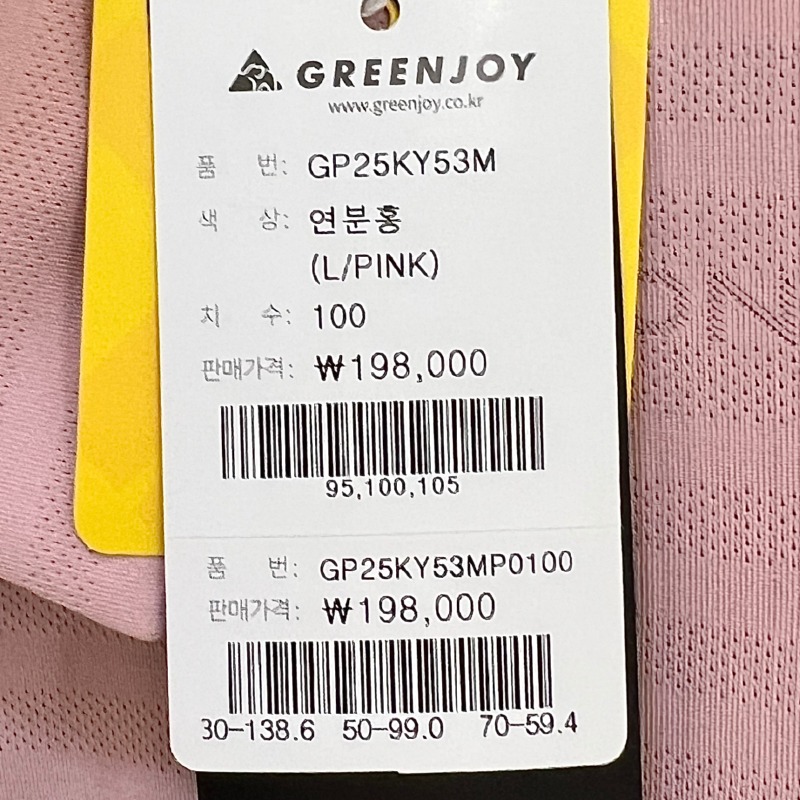 GREENJOY
www.greenjoy.co.kr
품 번: GP25KY53M
색 상: 연분홍
(L/PINK)
치 수: 100
판매가격: ₩198,000
95,100,105
품 번: GP25KY53MP0100
판매가격: ₩198,000
30-138.6 50-99.0 70-59.4